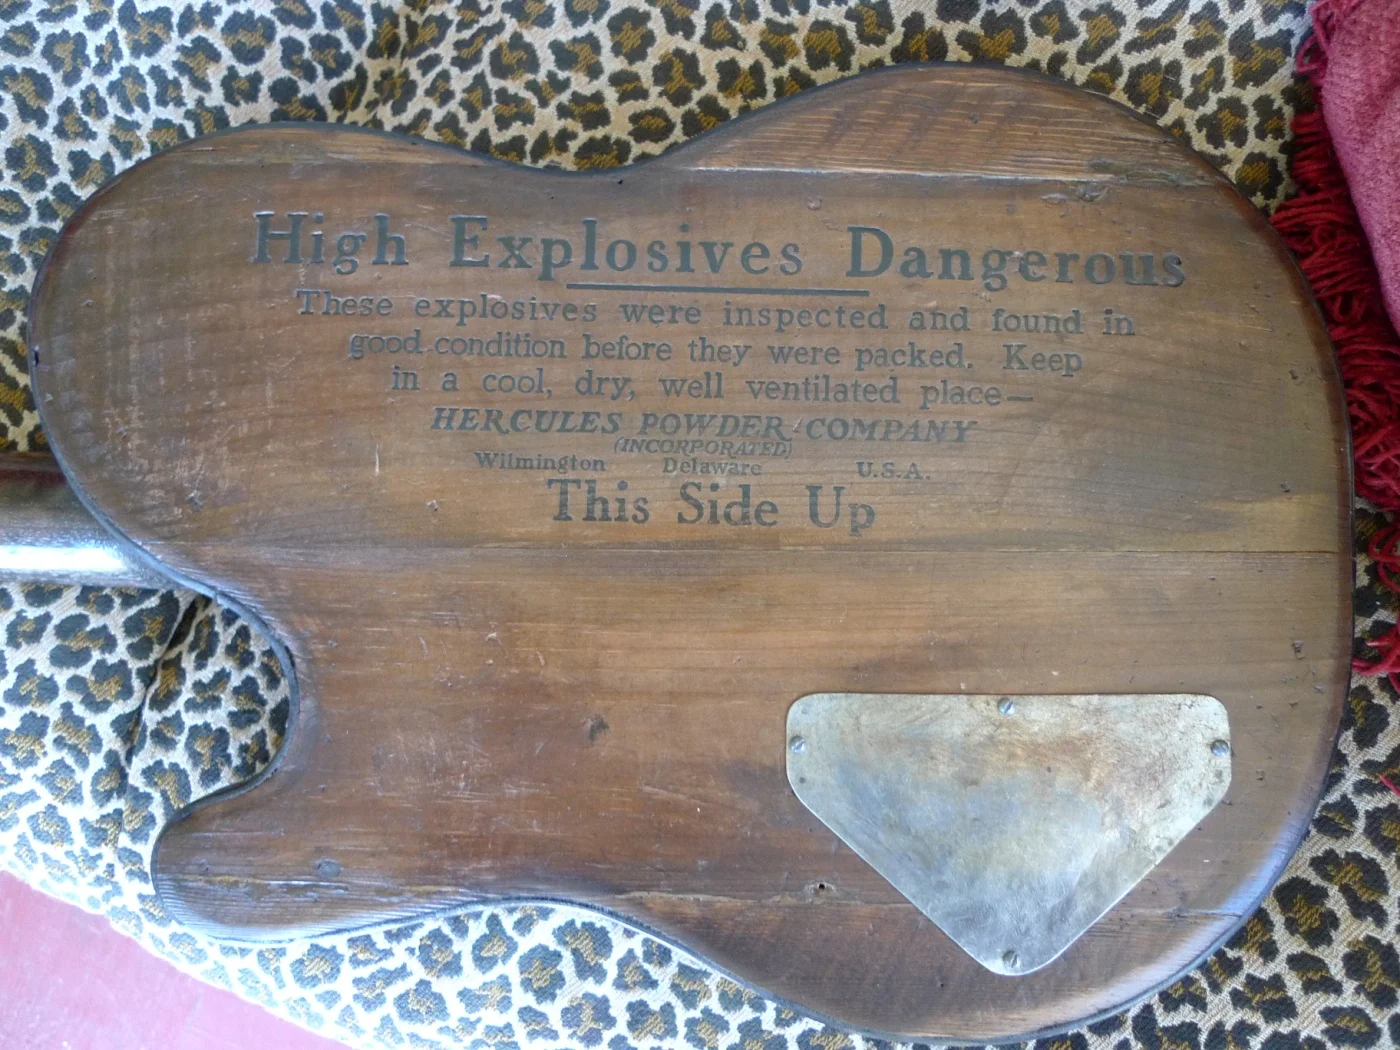 High Explosives Dangerous
These explosives were inspected and found in
good condition before they were packed. Keep
in a cool, dry, well ventilated place—
HERCULES POWDER COMPANY
(INCORPORATED)
Wilmington Delaware U.S.A.
This Side Up